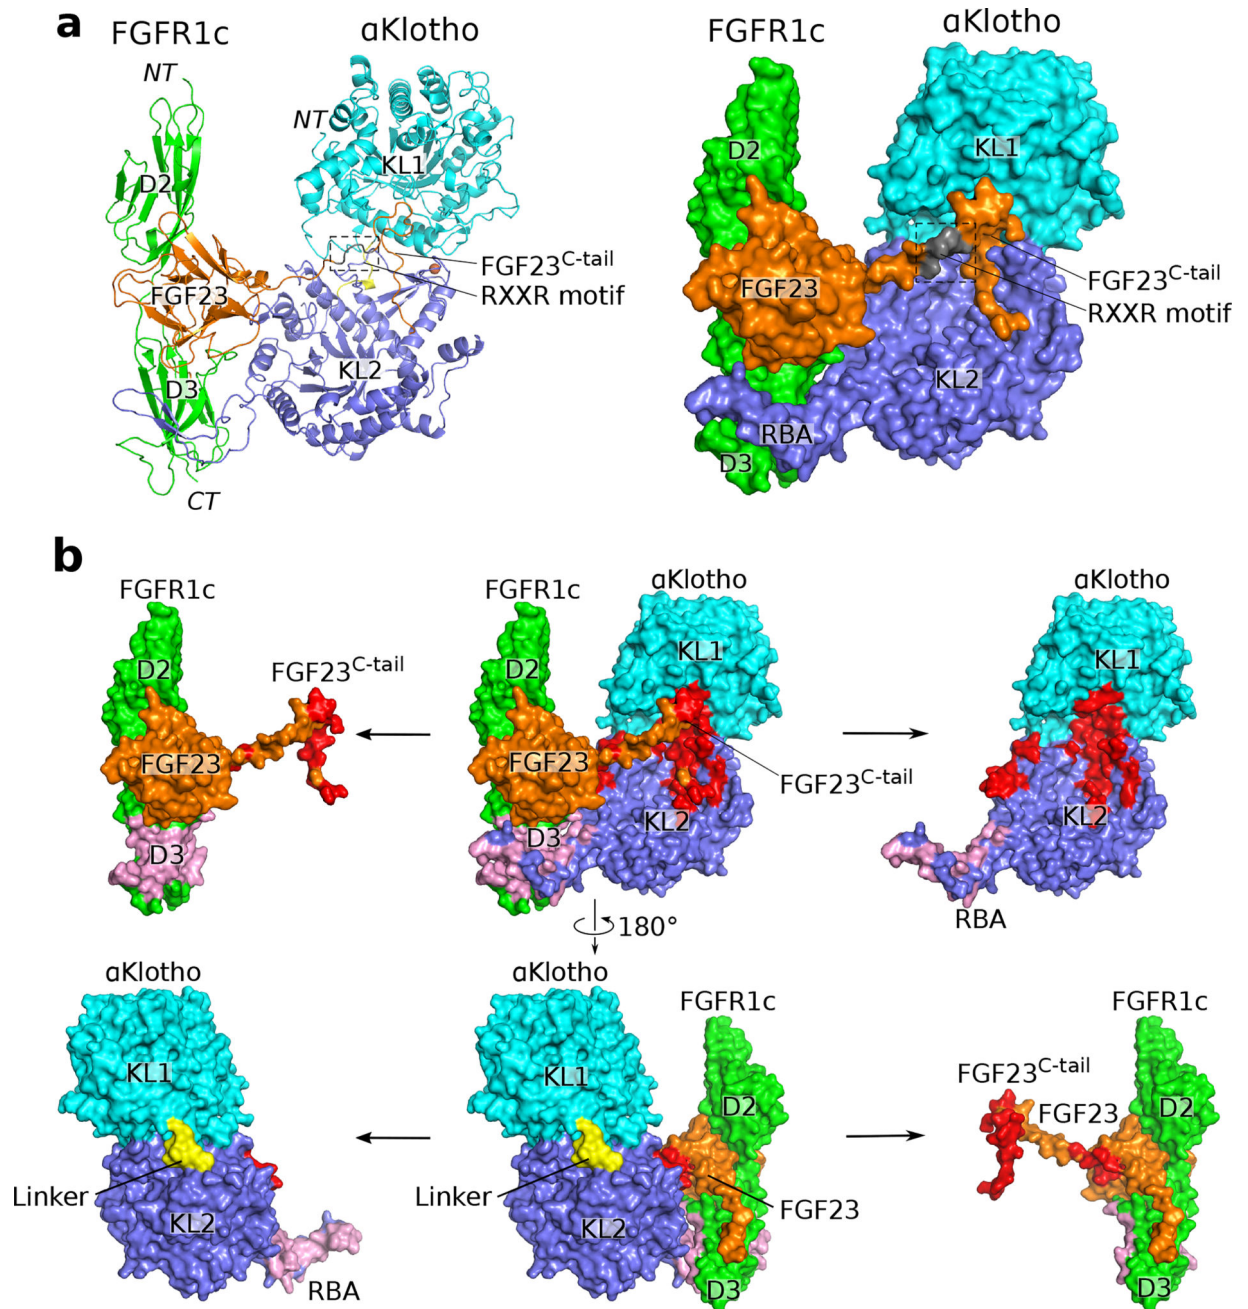 a
FGFR1c
αKlotho
NT
NT
KL1
D2
FGF23
FGF23C-tail
RXXR motif
KL2
D3
CT
FGFR1c
αKlotho
D2
KL1
FGF23
FGF23C-tail
RXXR motif
KL2
RBA
D3
b
FGFR1c
D2
FGF23C-tail
FGF23
D3
FGFR1c
αKlotho
D2
KL1
FGF23
FGF23C-tail
KL2
D3
αKlotho
KL1
KL2
RBA
180°
αKlotho
KL1
Linker
KL2
RBA
αKlotho
FGFR1c
KL1
D2
Linker
FGF23
KL2
D3
FGFR1c
FGF23C-tail
FGF23
D2
D3